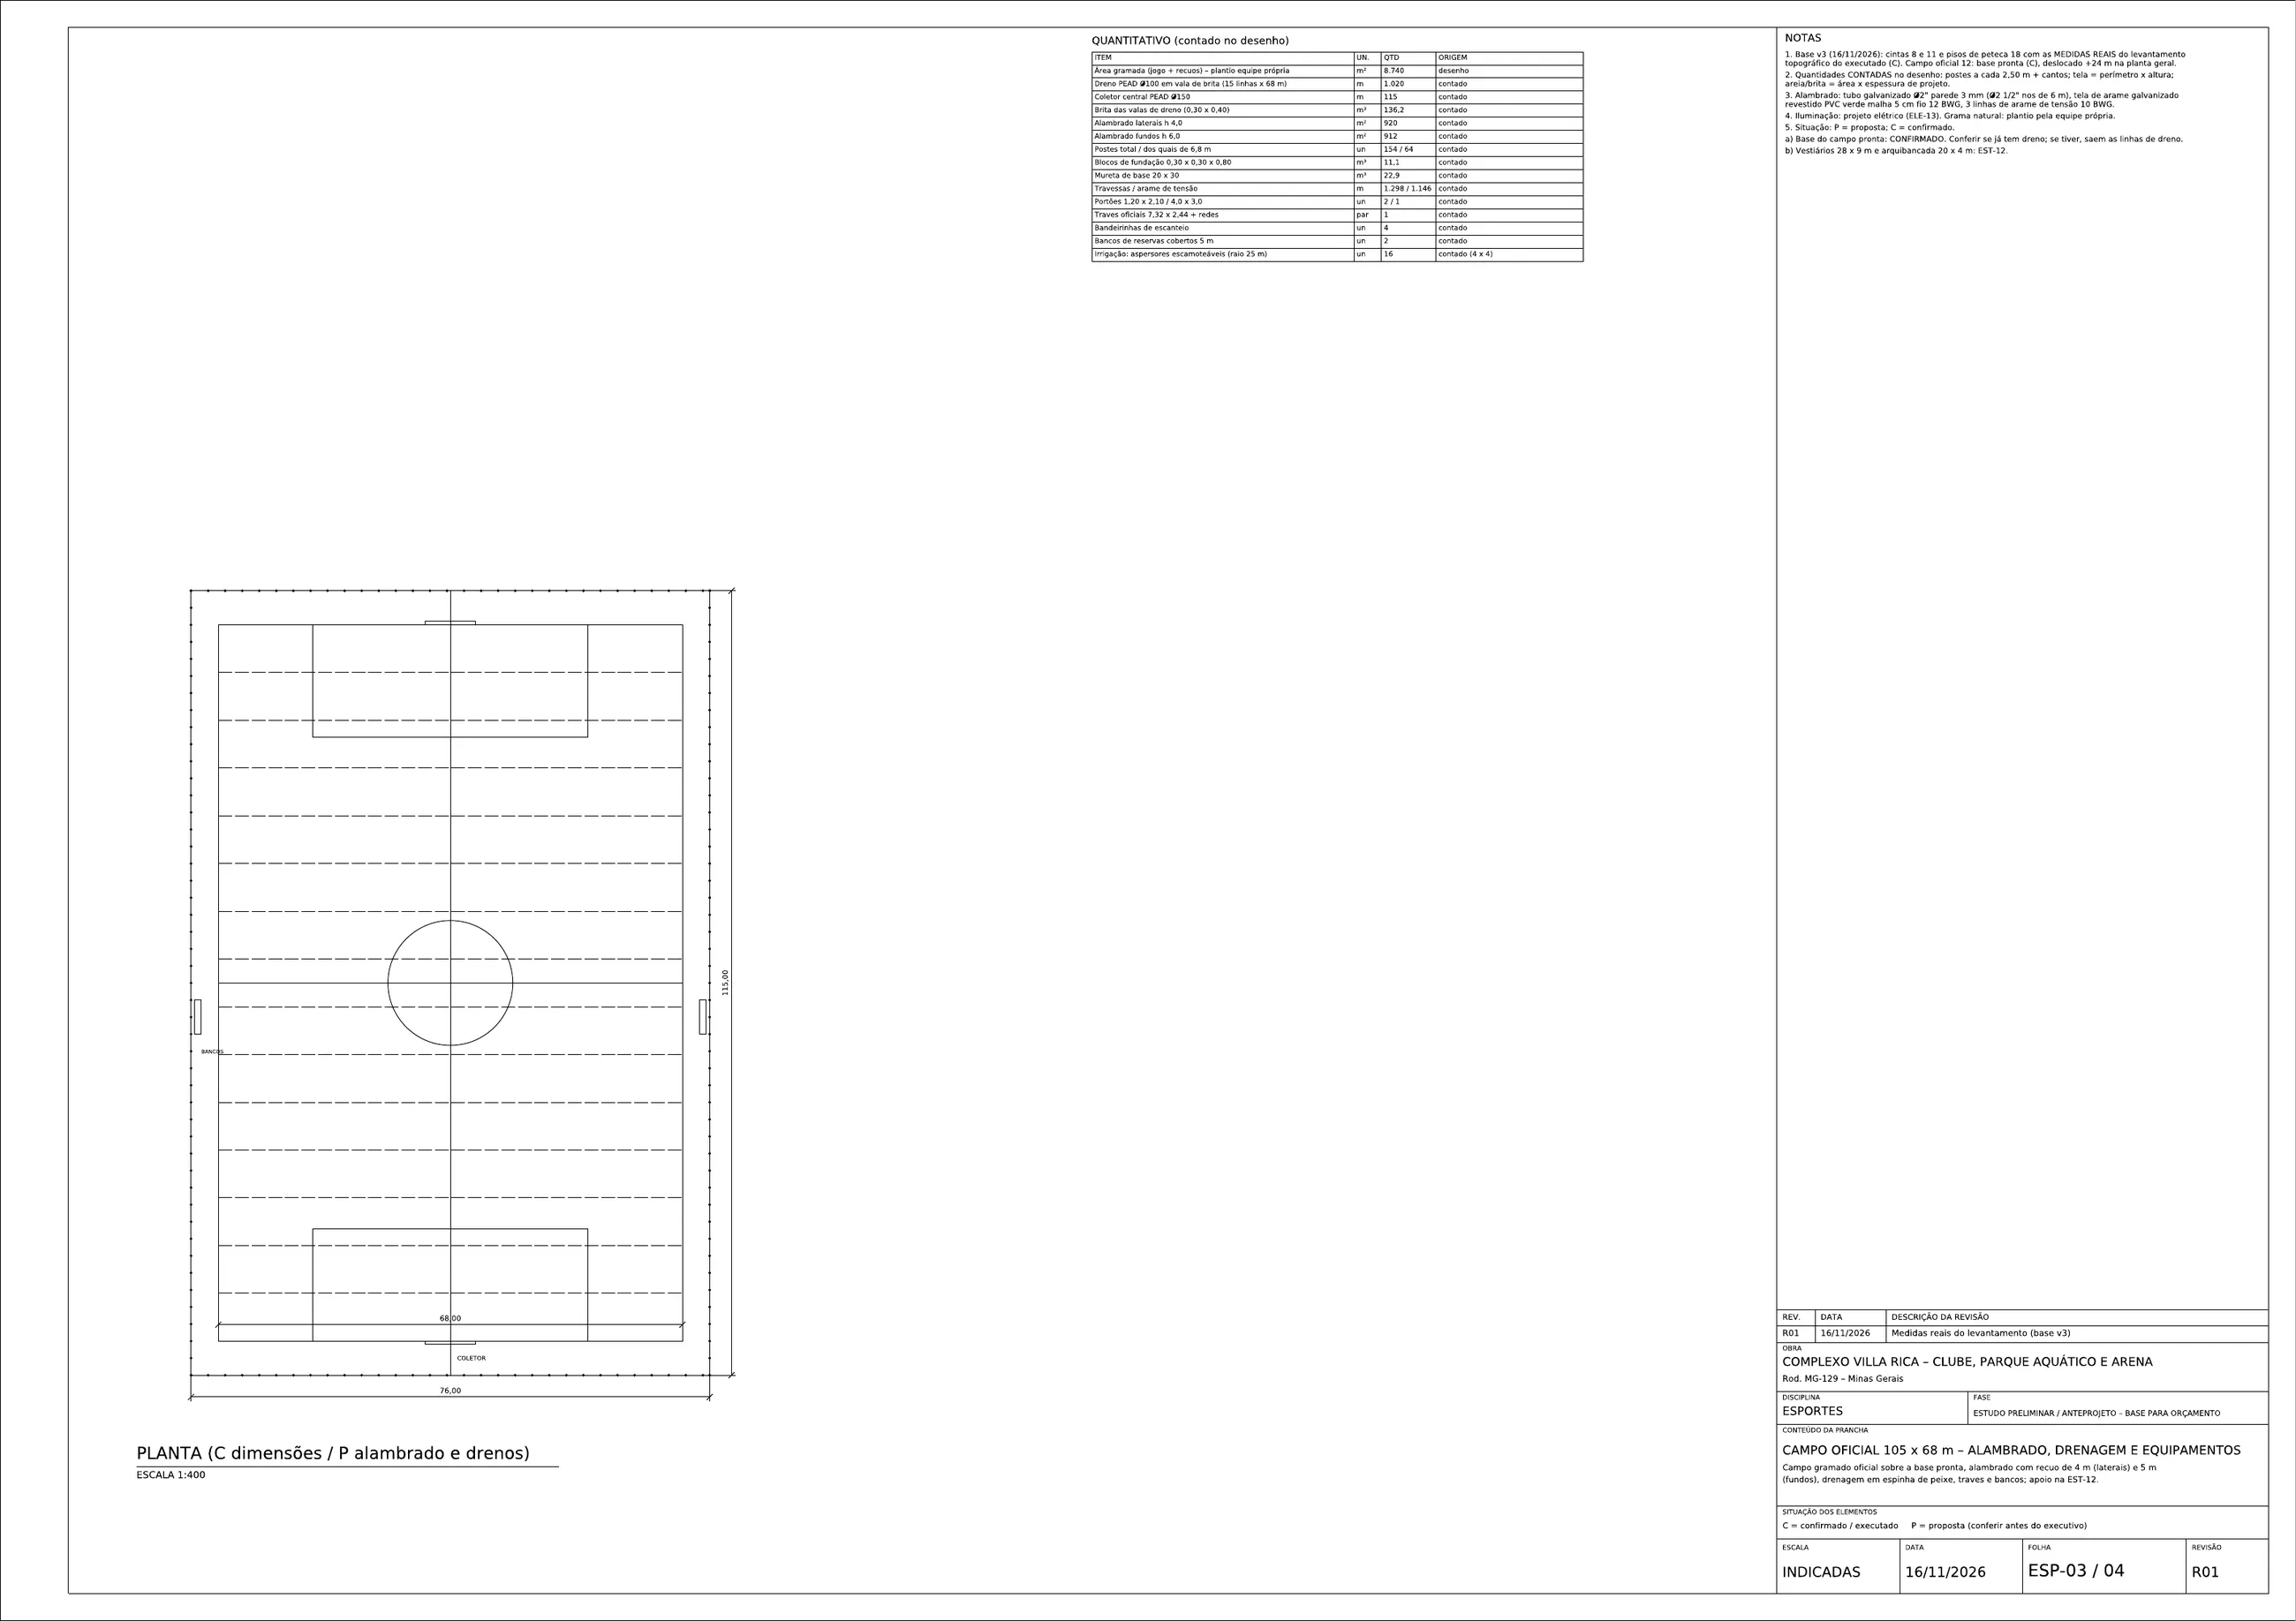 QUANTITATIVO (contado no desenho)
ITEM UN. QTD ORIGEM
Área gramada (jogo + recuos) – plantio equipe própria m² 8.740 desenho
Dreno PEAD Ø100 em vala de brita (15 linhas x 68 m) m 1.020 contado
Coletor central PEAD Ø150 m 115 contado
Brita das valas de dreno (0,30 x 0,40) m³ 136,2 contado
Alambrado laterais h 4,0 m² 920 contado
Alambrado fundos h 6,0 m² 912 contado
Postes total / dos quais de 6,8 m un 154 / 64 contado
Blocos de fundação 0,30 x 0,30 x 0,80 m³ 11,1 contado
Mureta de base 20 x 30 m³ 22,9 contado
Travessas / arame de tensão m 1.298 / 1.146 contado
Portões 1,20 x 2,10 / 4,0 x 3,0 un 2 / 1 contado
Traves oficiais 7,32 x 2,44 + redes par 1 contado
Bandeirinhas de escanteio un 4 contado
Bancos de reservas cobertos 5 m un 2 contado
Irrigação: aspersores escamoteáveis (raio 25 m) un 16 contado (4 x 4)
NOTAS
1. Base v3 (16/11/2026): cintas 8 e 11 e pisos de peteca 18 com as MEDIDAS REAIS do levantamento
topográfico do executado (C). Campo oficial 12: base pronta (C), deslocado +24 m na planta geral.
2. Quantidades CONTADAS no desenho: postes a cada 2,50 m + cantos; tela = perímetro x altura;
areia/brita = área x espessura de projeto.
3. Alambrado: tubo galvanizado Ø2" parede 3 mm (Ø2 1/2" nos de 6 m), tela de arame galvanizado
revestido PVC verde malha 5 cm fio 12 BWG, 3 linhas de arame de tensão 10 BWG.
4. Iluminação: projeto elétrico (ELE-13). Grama natural: plantio pela equipe própria.
5. Situação: P = proposta; C = confirmado.
a) Base do campo pronta: CONFIRMADO. Conferir se já tem dreno; se tiver, saem as linhas de dreno.
b) Vestiários 28 x 9 m e arquibancada 20 x 4 m: EST-12.
115,00
BANCOS
68,00
COLETOR
76,00
PLANTA (C dimensões / P alambrado e drenos)
ESCALA 1:400
REV. DATA DESCRIÇÃO DA REVISÃO
R01 16/11/2026 Medidas reais do levantamento (base v3)
OBRA
COMPLEXO VILLA RICA – CLUBE, PARQUE AQUÁTICO E ARENA
Rod. MG-129 – Minas Gerais
DISCIPLINA FASE
ESPORTES ESTUDO PRELIMINAR / ANTEPROJETO – BASE PARA ORÇAMENTO
CONTEÚDO DA PRANCHA
CAMPO OFICIAL 105 x 68 m – ALAMBRADO, DRENAGEM E EQUIPAMENTOS
Campo gramado oficial sobre a base pronta, alambrado com recuo de 4 m (laterais) e 5 m
(fundos), drenagem em espinha de peixe, traves e bancos; apoio na EST-12.
SITUAÇÃO DOS ELEMENTOS
C = confirmado / executado P = proposta (conferir antes do executivo)
ESCALA DATA FOLHA REVISÃO
INDICADAS 16/11/2026 ESP-03 / 04 R01